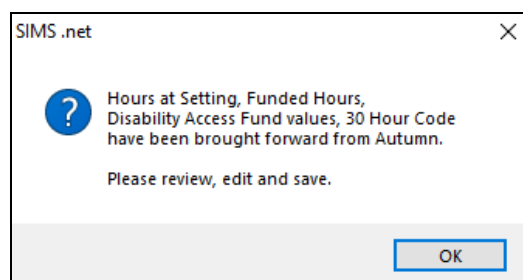 SIMS .net
Hours at Setting, Funded Hours,
Disability Access Fund values, 30 Hour Code
have been brought forward from Autumn.
Please review, edit and save.
OK